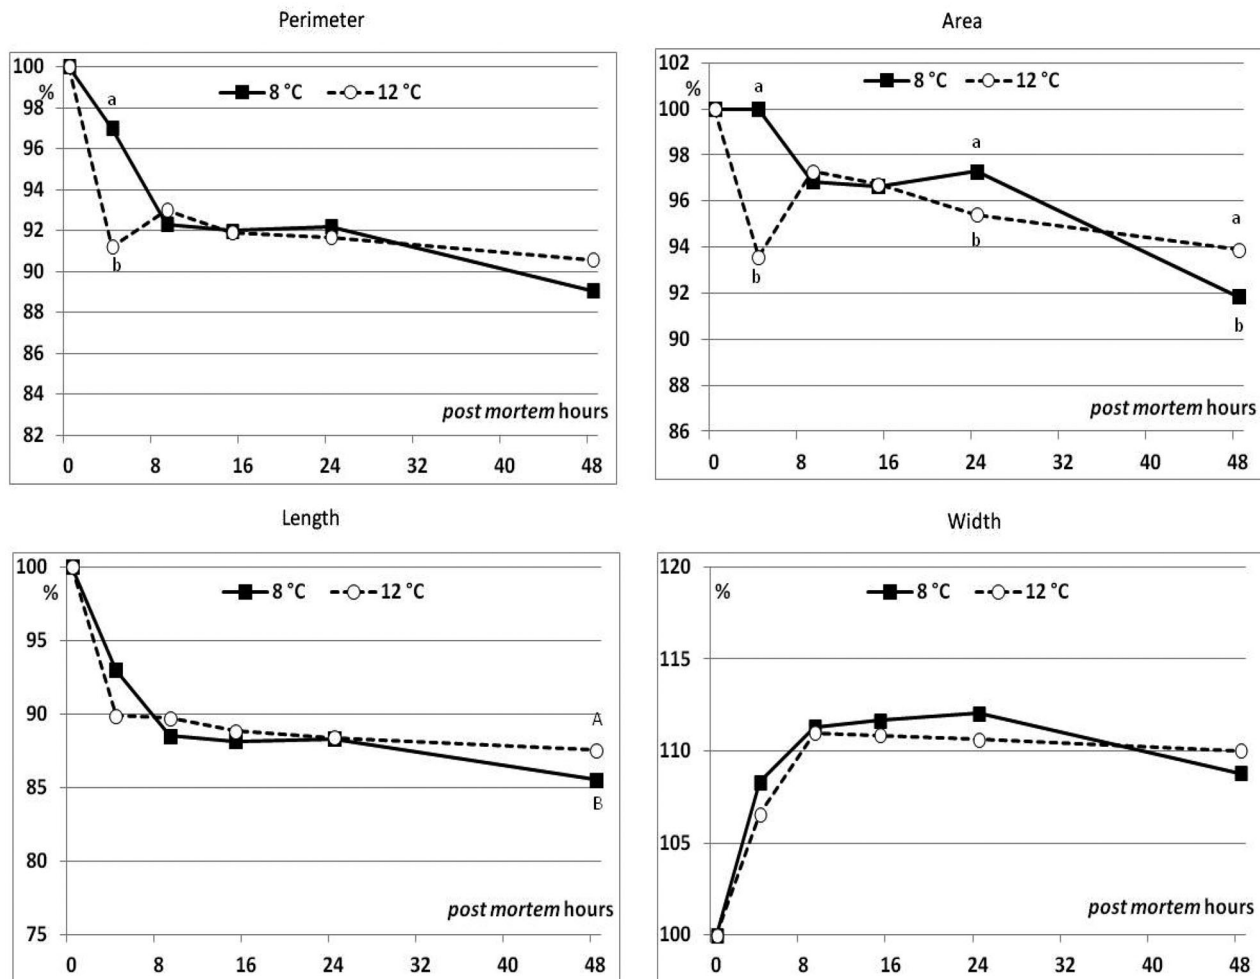 Perimeter
100
%
8 °C
12 °C
98
a
96
94
92
90
b
88
86
84
post mortem hours
82
0 8 16 24 32 40 48
Area
102
8 °C
12 °C
%
a
100
98
a
96
94
a
b
b
92
b
90
88
post mortem hours
86
0 8 16 24 32 40 48
Length
100
%
8 °C
12 °C
95
90
A
85
B
80
post mortem hours
75
0 8 16 24 32 40 48
Width
120
%
8 °C
12 °C
115
110
105
post mortem hours
100
0 8 16 24 32 40 48